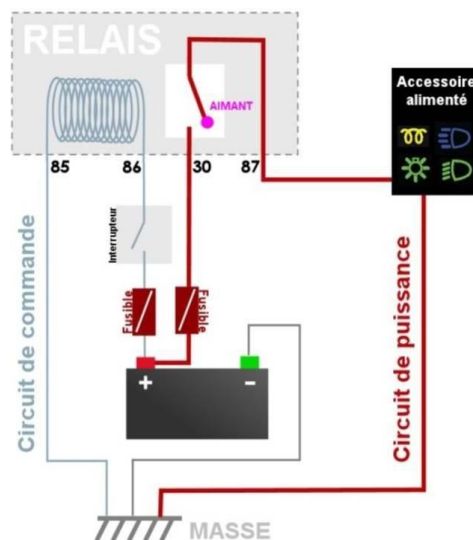 RELAIS
AIMANT
Accessoire
alimenté
85
86
30
87
Interrupteur
Fusible
Fusible
Circuit de commande
Circuit de puissance
+
-
MASSE